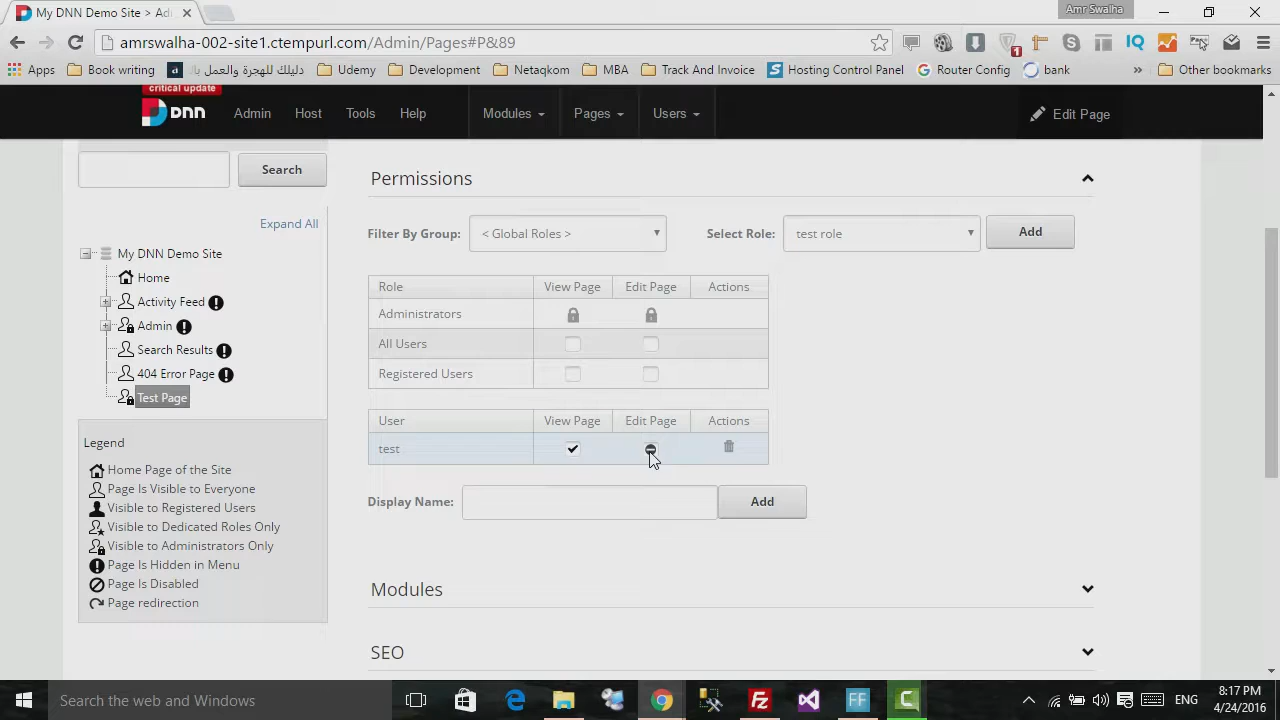 My DNN Demo Site > Ad
Amr Swalha
amrswalha-002-site1.ctempurl.com/Admin/Pages#P&89
Apps Book writing a دليلك للهجرة والعمل با Udemy Development Netaqkom MBA Track And Invoice S Hosting Control Panel Router Config bank » Other bookmarks
critical update
DNN Admin Host Tools Help Modules Pages Users Edit Page
Search
Expand All
My DNN Demo Site
Home
Activity Feed
Admin
Search Results
404 Error Page
Test Page
Legend
Home Page of the Site
Page Is Visible to Everyone
Visible to Registered Users
Visible to Dedicated Roles Only
Visible to Administrators Only
Page Is Hidden in Menu
Page Is Disabled
Page redirection
Permissions
Filter By Group: < Global Roles > Select Role: test role Add
Role View Page Edit Page Actions
Administrators
All Users
Registered Users
User View Page Edit Page Actions
test
Display Name: Add
Modules
SEO
Search the web and Windows
ENG
8:17 PM
4/24/2016